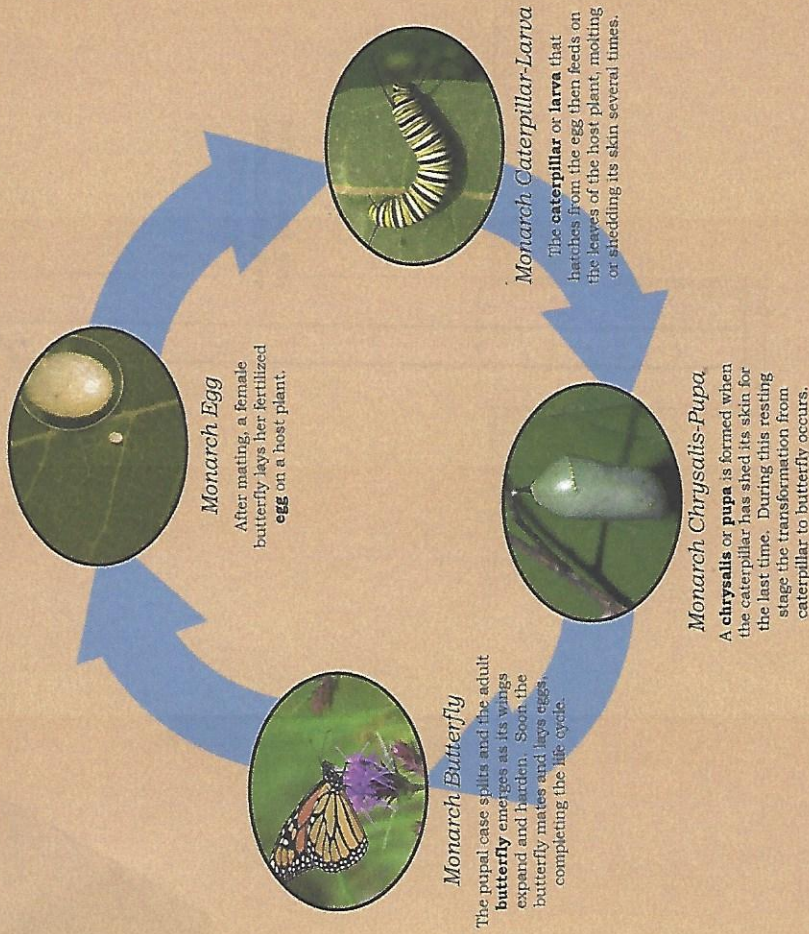 Monarch Egg
After mating, a female
butterfly lays her fertilized
egg on a host plant.
Monarch Caterpillar-Larva
The caterpillar or larva that
hatches from the egg then feeds on
the leaves of the host plant, molting
or shedding its skin several times.
Monarch Chrysalis-Pupa
A chrysalis or pupa is formed when
the caterpillar has shed its skin for
the last time. During this resting
stage the transformation from
caterpillar to butterfly occurs.
Monarch Butterfly
The pupal case splits and the adult
butterfly emerges as its wings
expand and harden. Soon the
butterfly mates and lays eggs,
completing the life cycle.